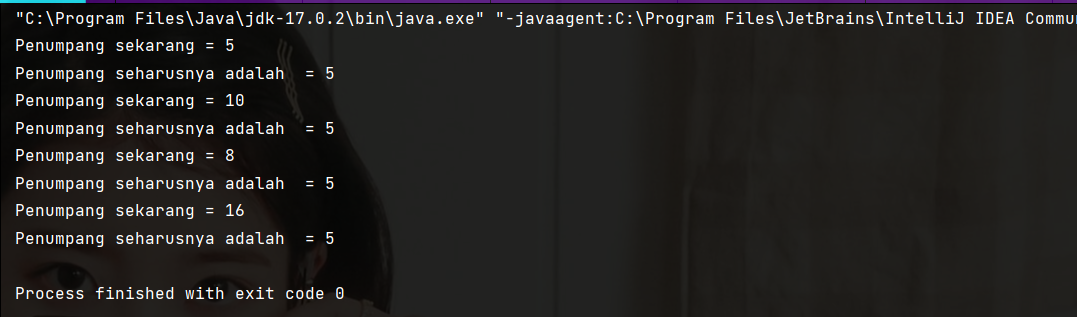 "C:\Program Files\Java\jdk-17.0.2\bin\java.exe" "-javaagent:C:\Program Files\JetBrains\IntelliJ IDEA Commu
Penumpang sekarang = 5
Penumpang seharusnya adalah  = 5
Penumpang sekarang = 10
Penumpang seharusnya adalah  = 5
Penumpang sekarang = 8
Penumpang seharusnya adalah  = 5
Penumpang sekarang = 16
Penumpang seharusnya adalah  = 5
Process finished with exit code 0